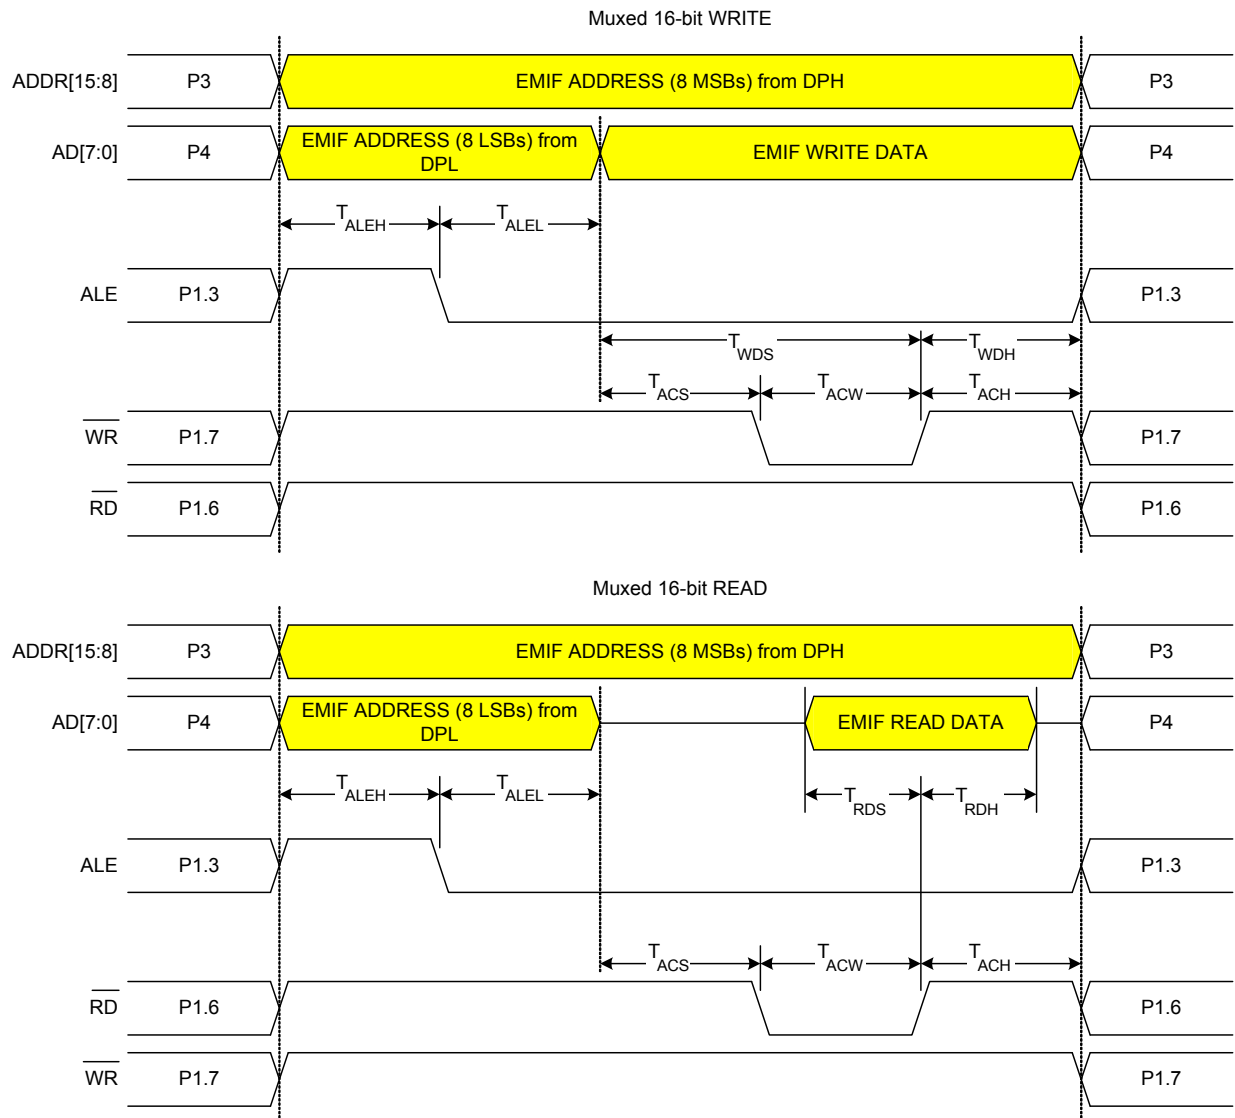 Muxed 16-bit WRITE
ADDR[15:8] P3 EMIF ADDRESS (8 MSBs) from DPH P3
AD[7:0] P4 EMIF ADDRESS (8 LSBs) from DPL EMIF WRITE DATA P4
TALEH TALEL
ALE P1.3 P1.3
TWDS TWDH
TACS TACW TACH
WR P1.7 P1.7
RD P1.6 P1.6
Muxed 16-bit READ
ADDR[15:8] P3 EMIF ADDRESS (8 MSBs) from DPH P3
AD[7:0] P4 EMIF ADDRESS (8 LSBs) from DPL EMIF READ DATA P4
TALEH TALEL TRDS TRDH
ALE P1.3 P1.3
TACS TACW TACH
RD P1.6 P1.6
WR P1.7 P1.7